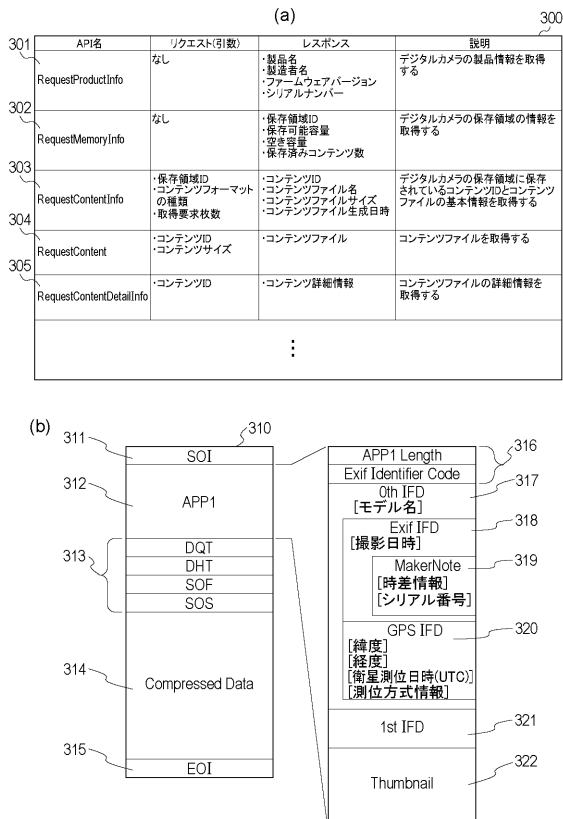 (a)
300
API名
リクエスト(引数)
レスポンス
説明
301
RequestProductInfo
なし
・製品名
・製造者名
・ファームウェアバージョン
・シリアルナンバー
デジタルカメラの製品情報を取得
する
302
RequestMemoryInfo
なし
・保存領域ID
・保存可能容量
・空き容量
・保存済みコンテンツ数
デジタルカメラの保存領域の情報を
取得する
303
RequestContentInfo
・保存領域ID
・コンテンツフォーマット
の種類
・取得要求枚数
・コンテンツID
・コンテンツファイル名
・コンテンツファイルサイズ
・コンテンツファイル生成日時
デジタルカメラの保存領域に保存
されているコンテンツIDとコンテンツ
ファイルの基本情報を取得する
304
RequestContent
・コンテンツID
・コンテンツサイズ
・コンテンツファイル
コンテンツファイルを取得する
305
RequestContentDetailInfo
・コンテンツID
・コンテンツ詳細情報
コンテンツファイルの詳細情報を
取得する
⋮
(b)
310
311
SOI
312
APP1
313
DQT
DHT
SOF
SOS
314
Compressed Data
315
EOI
APP1 Length
316
Exif Identifier Code
0th IFD
317
[モデル名]
Exif IFD
318
[撮影日時]
MakerNote
319
[時差情報]
[シリアル番号]
GPS IFD
320
[緯度]
[経度]
[衛星測位日時(UTC)]
[測位方式情報]
1st IFD
321
Thumbnail
322